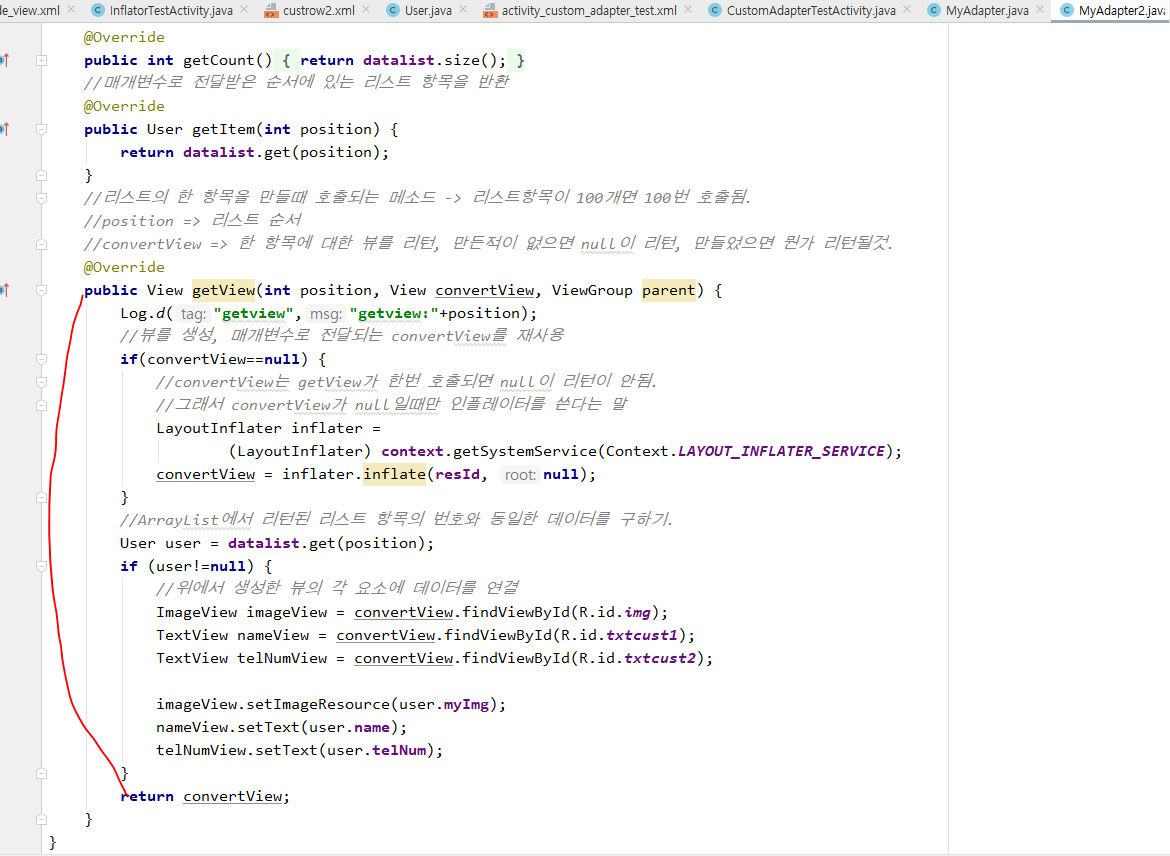 de_view.xml × InflatorTestActivity.java × custrow2.xml × User.java × activity_custom_adapter_test.xml × CustomAdapterTestActivity.java × MyAdapter.java × MyAdapter2.java
@Override
public int getCount() { return datalist.size(); }
//매개변수로 전달받은 순서에 있는 리스트 항목을 반환
@Override
public User getItem(int position) {
return datalist.get(position);
}
//리스트의 한 항목을 만들때 호출되는 메소드 -> 리스트항목이 100개면 100번 호출됨.
//position => 리스트 순서
//convertView => 한 항목에 대한 뷰를 리턴, 만든적이 없으면 null이 리턴, 만들었으면 뭔가 리턴될것.
@Override
public View getView(int position, View convertView, ViewGroup parent) {
Log.d( tag: "getview", msg: "getview:"+position);
//뷰를 생성, 매개변수로 전달되는 convertView를 재사용
if(convertView==null) {
//convertView는 getView가 한번 호출되면 null이 리턴이 안됨.
//그래서 convertView가 null일때만 인플레이터를 쓴다는 말
LayoutInflater inflater =
(LayoutInflater) context.getSystemService(Context.LAYOUT_INFLATER_SERVICE);
convertView = inflater.inflate(resId, root: null);
}
//ArrayList에서 리턴된 리스트 항목의 번호와 동일한 데이터를 구하기.
User user = datalist.get(position);
if (user!=null) {
//위에서 생성한 뷰의 각 요소에 데이터를 연결
ImageView imageView = convertView.findViewById(R.id.img);
TextView nameView = convertView.findViewById(R.id.txtcust1);
TextView telNumView = convertView.findViewById(R.id.txtcust2);
imageView.setImageResource(user.myImg);
nameView.setText(user.name);
telNumView.setText(user.telNum);
}
return convertView;
}
}